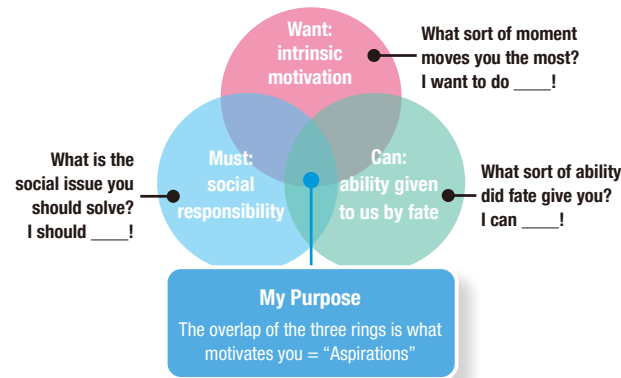 Want:
intrinsic
motivation
What sort of moment
moves you the most?
I want to do ____!
What is the
social issue you
should solve?
I should ____!
Must:
social
responsibility
Can:
ability given
to us by fate
What sort of ability
did fate give you?
I can ____!
My Purpose
The overlap of the three rings is what
motivates you = “Aspirations”